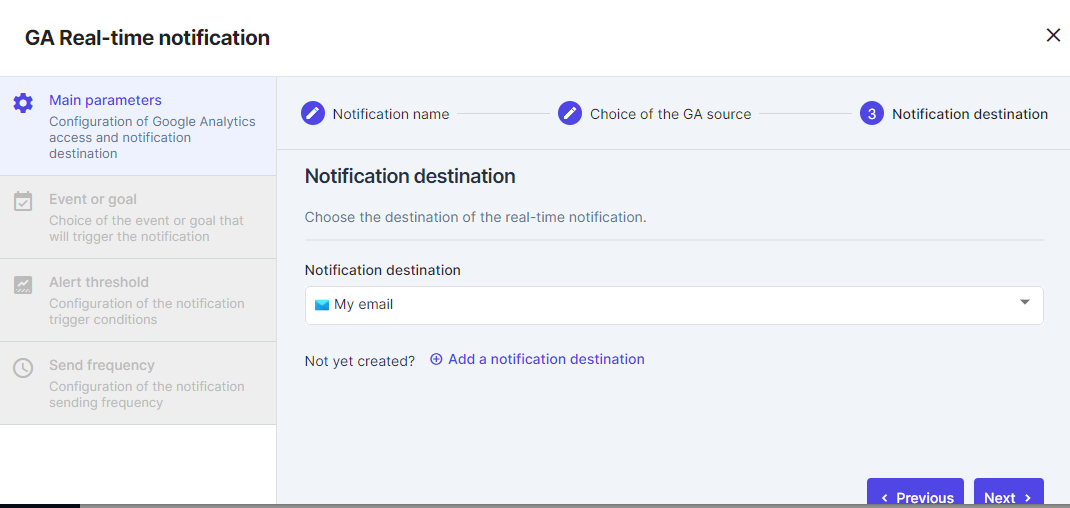 GA Real-time notification
Main parameters
Configuration of Google Analytics
access and notification
destination
Event or goal
Choice of the event or goal that
will trigger the notification
Alert threshold
Configuration of the notification
trigger conditions
Send frequency
Configuration of the notification
sending frequency
Notification name
Choice of the GA source
3 Notification destination
Notification destination
Choose the destination of the real-time notification.
Notification destination
My email
Not yet created? Add a notification destination
Previous
Next